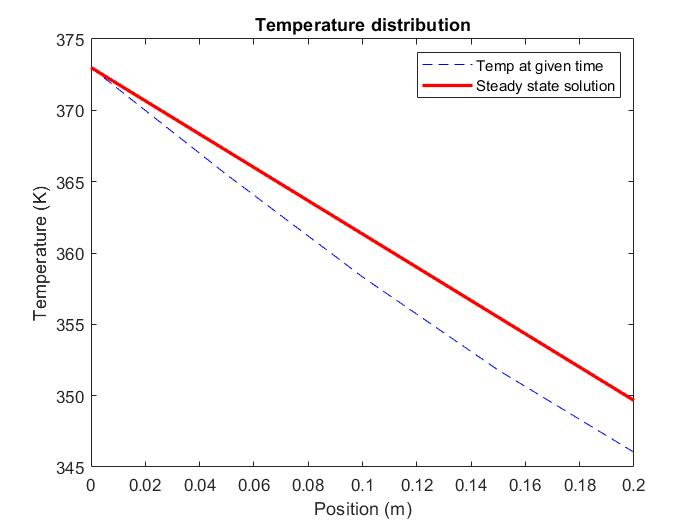 Temperature distribution
Temp at given time
Steady state solution
375
370
365
360
355
350
345
Temperature (K)
0 0.02 0.04 0.06 0.08 0.1 0.12 0.14 0.16 0.18 0.2
Position (m)